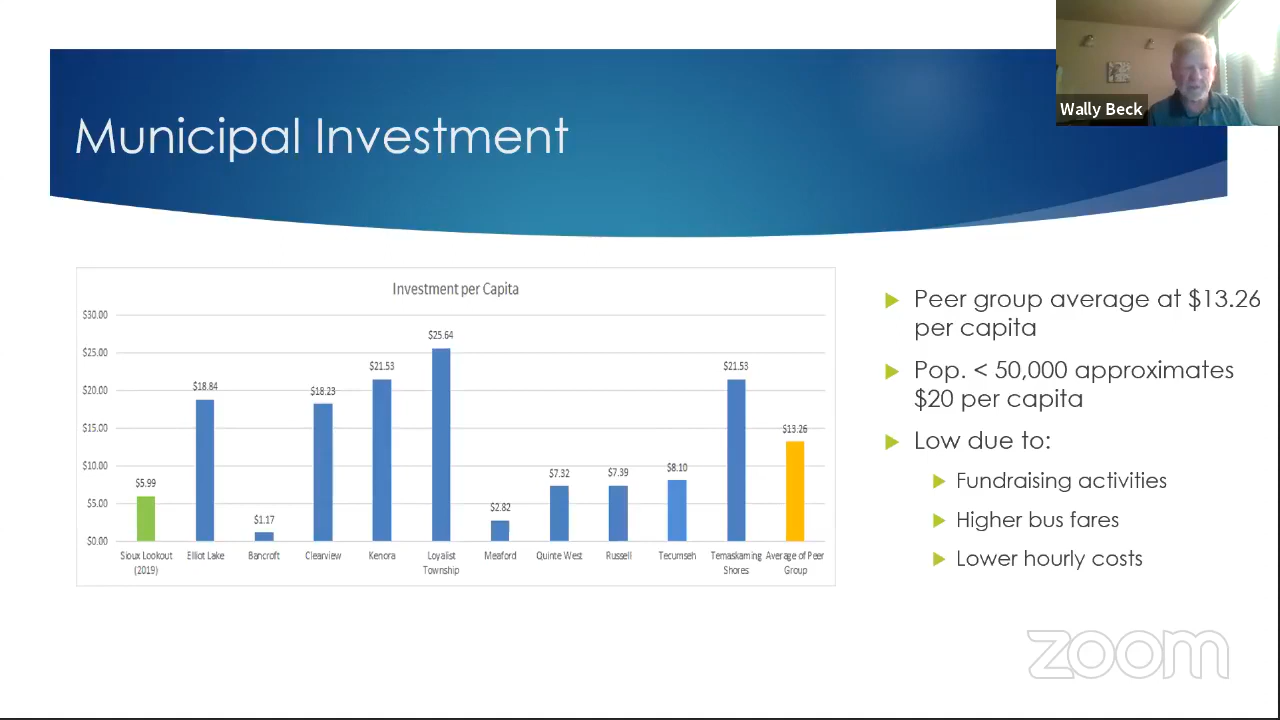 Wally Beck
Municipal Investment
Investment per Capita
$30.00
$25.00
$20.00
$15.00
$10.00
$5.00
$0.00
$5.99
$18.84
$1.17
$18.23
$21.53
$25.64
$2.82
$7.32
$7.39
$8.10
$21.53
$13.26
Sioux Lookout
(2019)
Elliot Lake
Bancroft
Clearview
Kenora
Loyalist
Township
Meaford
Quinte West
Russell
Tecumseh
Temaskaming
Shores
Average of Peer
Group
Peer group average at $13.26
per capita
Pop. < 50,000 approximates
$20 per capita
Low due to:
Fundraising activities
Higher bus fares
Lower hourly costs
zoom